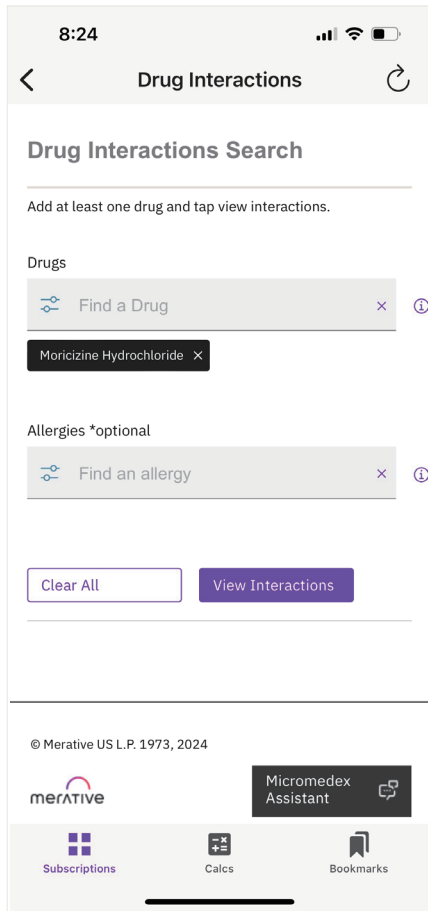 8:24
Drug Interactions
Drug Interactions Search
Add at least one drug and tap view interactions.
Drugs
Find a Drug
Moricizine Hydrochloride
Allergies *optional
Find an allergy
Clear All
View Interactions
© Merative US L.P. 1973, 2024
merative
Micromedex
Assistant
Subscriptions
Calcs
Bookmarks